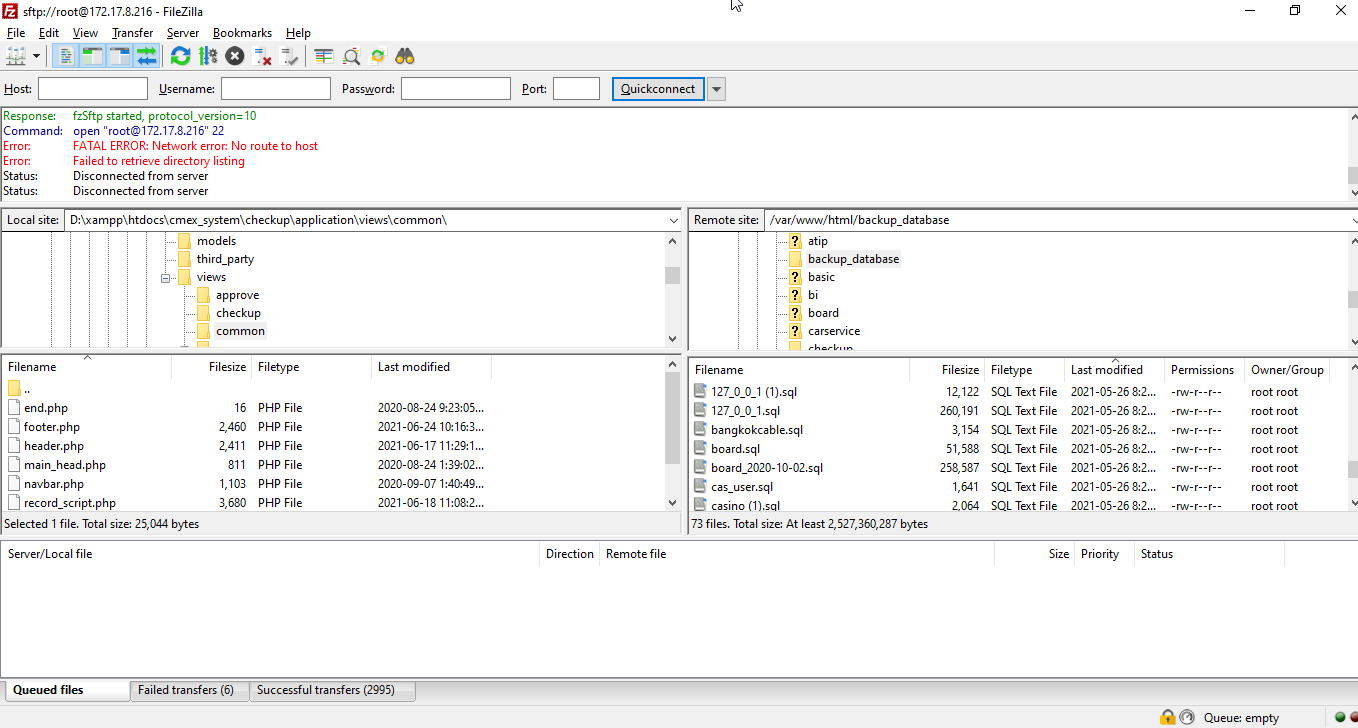 sftp://root@172.17.8.216 - FileZilla
File Edit View Transfer Server Bookmarks Help
Host: Username: Password: Port: Quickconnect
Response: fzSftp started, protocol_version=10
Command: open "root@172.17.8.216" 22
Error: FATAL ERROR: Network error: No route to host
Error: Failed to retrieve directory listing
Status: Disconnected from server
Status: Disconnected from server
Local site: D:\xampp\htdocs\cmex_system\checkup\application\views\common\
models
third_party
views
approve
checkup
common
Filename Filesize Filetype Last modified
..
end.php 16 PHP File 2020-08-24 9:23:05...
footer.php 2,460 PHP File 2021-06-24 10:16:3...
header.php 2,411 PHP File 2021-06-17 11:29:1...
main_head.php 811 PHP File 2020-08-24 1:39:02...
navbar.php 1,103 PHP File 2020-09-07 1:40:49...
record_script.php 3,680 PHP File 2021-06-18 11:08:2...
Selected 1 file. Total size: 25,044 bytes
Remote site: /var/www/html/backup_database
? atip
backup_database
? basic
? bi
? board
? carservice
checkup
Filename Filesize Filetype Last modified Permissions Owner/Group
127_0_0_1 (1).sql 12,122 SQL Text File 2021-05-26 8:2... -rw-r--r-- root root
127_0_0_1.sql 260,191 SQL Text File 2021-05-26 8:2... -rw-r--r-- root root
bangkokcable.sql 3,154 SQL Text File 2021-05-26 8:2... -rw-r--r-- root root
board.sql 51,588 SQL Text File 2021-05-26 8:2... -rw-r--r-- root root
board_2020-10-02.sql 258,587 SQL Text File 2021-05-26 8:2... -rw-r--r-- root root
cas_user.sql 1,641 SQL Text File 2021-05-26 8:2... -rw-r--r-- root root
casino (1).sql 2,064 SQL Text File 2021-05-26 8:2... -rw-r--r-- root root
73 files. Total size: At least 2,527,360,287 bytes
Server/Local file Direction Remote file Size Priority Status
Queued files Failed transfers (6) Successful transfers (2995)
Queue: empty